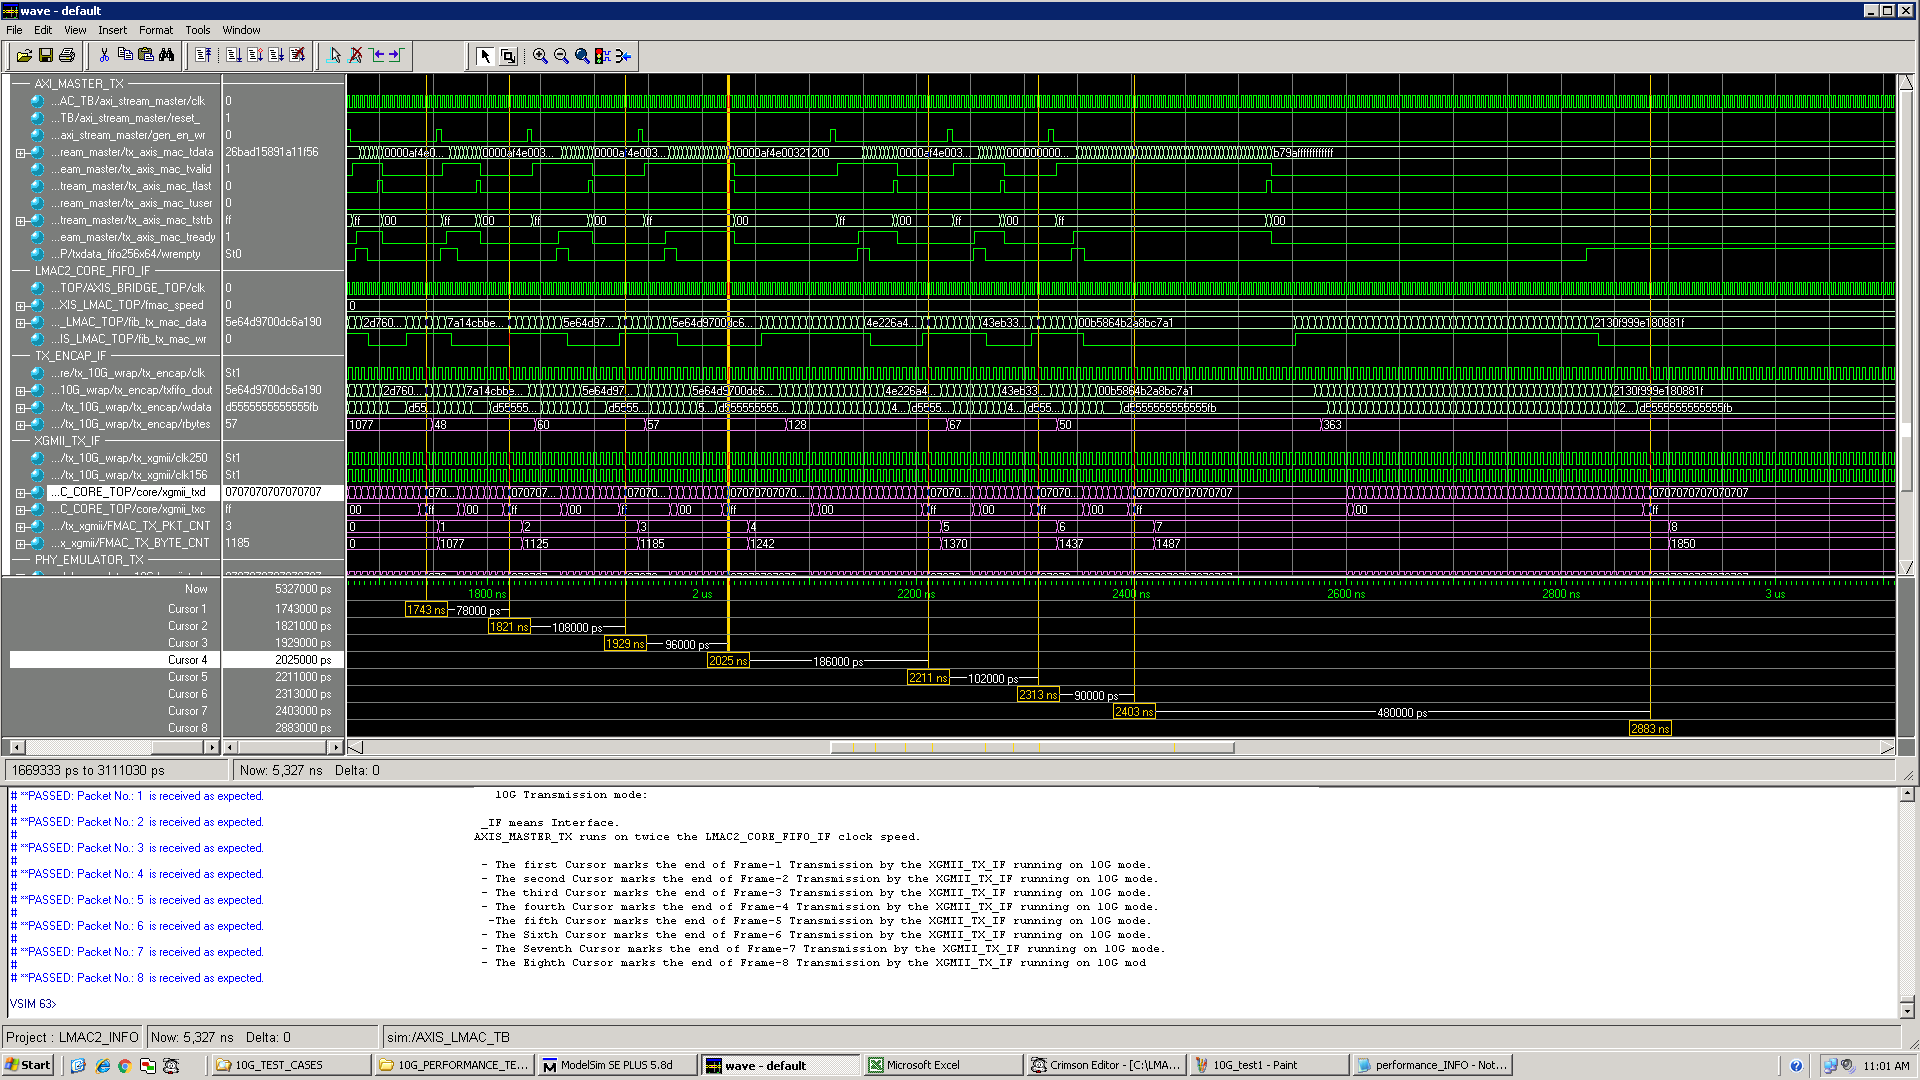 wave - default
File Edit View Insert Format Tools Window
AXI_MASTER_TX
...AC_TB/axi_stream_master/clk 0
...TB/axi_stream_master/reset_ 1
...axi_stream_master/gen_en_wr 0
...ream_master/tx_axis_mac_tdata 26bad15891a11f56 0000af4e0... 0000af4e003... 0000af4e003... 0000af4e00321200 0000af4e003... 000000000... b79affffffffffff
...eam_master/tx_axis_mac_tvalid 1
...tream_master/tx_axis_mac_tlast 0
...ream_master/tx_axis_mac_tuser 0
...tream_master/tx_axis_mac_tstrb ff ff 00 ff 00 ff 00 ff 00 ff 00 ff 00 ff 00
...eam_master/tx_axis_mac_tready 1
...P/txdata_fifo256x64/wrempty St0
LMAC2_CORE_FIFO_IF
...TOP/AXIS_BRIDGE_TOP/clk 0
...XIS_LMAC_TOP/fmac_speed 0 0
..._LMAC_TOP/fib_tx_mac_data 5e64d9700dc6a190 2d760... 7a14cbbe... 5e64d97... 5e64d9700dc6... 4e226a4... 43eb33... 00b5864b2a8bc7a1 2130f999e180881f
...IS_LMAC_TOP/fib_tx_mac_wr 0
TX_ENCAP_IF
...re/tx_10G_wrap/tx_encap/clk St1
...10G_wrap/tx_encap/txfifo_dout 5e64d9700dc6a190 2d760... 7a14cbba... 5e64d97... 5e64d9700dc6... 4e226a4... 43eb33... 00b5864b2a8bc7a1 2130f999e180881f
.../tx_10G_wrap/tx_encap/wdata d5555555555555fb d55... d55555... d5955... 5... d555555555... 4... d5555... 4... d555... d5555555555555fb 2... d5555555555555fb
.../tx_10G_wrap/tx_encap/rbytes 57 1077 48 60 57 128 67 50 363
XGMII_TX_IF
.../tx_10G_wrap/tx_xgmii/clk250 St1
.../tx_10G_wrap/tx_xgmii/clk156 St1
...C_CORE_TOP/core/xgmii_txd 0707070707070707 070... 070707... 07070... 07070707070... 07070... 07070... 0707070707070707 0707070707070707
...C_CORE_TOP/core/xgmii_txc ff 00 ff 00 ff 00 f 00 ff 00 ff 00 ff 00 ff 00 ff
.../tx_xgmii/FMAC_TX_PKT_CNT 3 0 1 2 3 4 5 6 7 8
...x_xgmii/FMAC_TX_BYTE_CNT 1185 0 1077 1125 1185 1242 1370 1437 1487 1850
PHY_EMULATOR_TX
Now 5327000 ps 1800 ns 2 us 2200 ns 2400 ns 2600 ns 2800 ns 3 us
Cursor 1 1743000 ps 1743 ns 78000 ps
Cursor 2 1821000 ps 1821 ns 108000 ps
Cursor 3 1929000 ps 1929 ns 96000 ps
Cursor 4 2025000 ps 2025 ns 186000 ps
Cursor 5 2211000 ps 2211 ns 102000 ps
Cursor 6 2313000 ps 2313 ns 90000 ps
Cursor 7 2403000 ps 2403 ns 480000 ps
Cursor 8 2883000 ps 2883 ns
1669333 ps to 3111030 ps Now: 5,327 ns Delta: 0
# **PASSED: Packet No.: 1 is received as expected.
#
# **PASSED: Packet No.: 2 is received as expected.
#
# **PASSED: Packet No.: 3 is received as expected.
#
# **PASSED: Packet No.: 4 is received as expected.
#
# **PASSED: Packet No.: 5 is received as expected.
#
# **PASSED: Packet No.: 6 is received as expected.
#
# **PASSED: Packet No.: 7 is received as expected.
#
# **PASSED: Packet No.: 8 is received as expected.
VSIM 63>
10G Transmission mode:
_IF means Interface.
AXIS_MASTER_TX runs on twice the LMAC2_CORE_FIFO_IF clock speed.
- The first Cursor marks the end of Frame-1 Transmission by the XGMII_TX_IF running on 10G mode.
- The second Cursor marks the end of Frame-2 Transmission by the XGMII_TX_IF running on 10G mode.
- The third Cursor marks the end of Frame-3 Transmission by the XGMII_TX_IF running on 10G mode.
- The fourth Cursor marks the end of Frame-4 Transmission by the XGMII_TX_IF running on 10G mode.
-The fifth Cursor marks the end of Frame-5 Transmission by the XGMII_TX_IF running on 10G mode.
- The Sixth Cursor marks the end of Frame-6 Transmission by the XGMII_TX_IF running on 10G mode.
- The Seventh Cursor marks the end of Frame-7 Transmission by the XGMII_TX_IF running on 10G mode.
- The Eighth Cursor marks the end of Frame-8 Transmission by the XGMII_TX_IF running on 10G mod
Project : LMAC2_INFO Now: 5,327 ns Delta: 0 sim:/AXIS_LMAC_TB
Start 10G_TEST_CASES 10G_PERFORMANCE_TE... ModelSim SE PLUS 5.8d wave - default Microsoft Excel Crimson Editor - [C:\LMA... 10G_test1 - Paint performance_INFO - Not... 11:01 AM